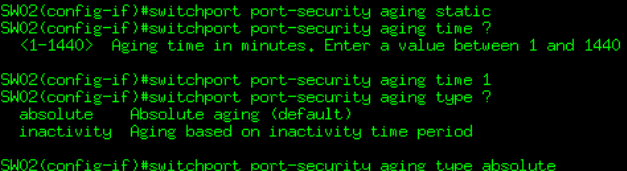 SW02(config-if)#switchport port-security aging static
SW02(config-if)#switchport port-security aging time ?
<1-1440> Aging time in minutes. Enter a value between 1 and 1440
SW02(config-if)#switchport port-security aging time 1
SW02(config-if)#switchport port-security aging type ?
absolute Absolute aging (default)
inactivity Aging based on inactivity time period
SW02(config-if)#switchport port-security aging type absolute